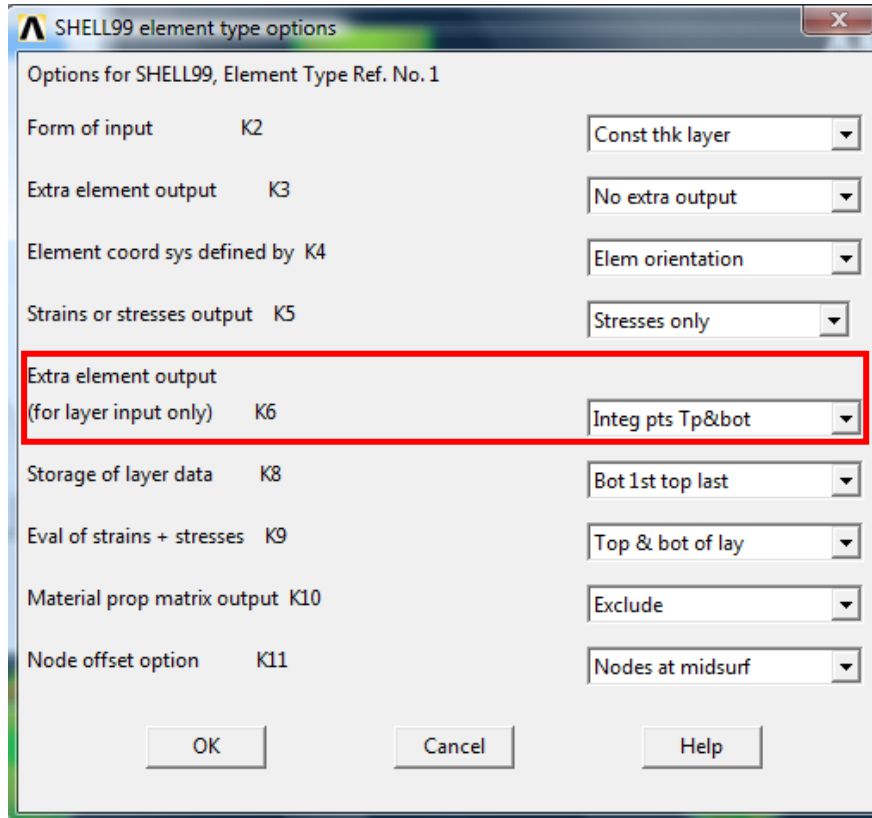 SHELL99 element type options
Options for SHELL99, Element Type Ref. No. 1
Form of input K2 Const thk layer
Extra element output K3 No extra output
Element coord sys defined by K4 Elem orientation
Strains or stresses output K5 Stresses only
Extra element output
(for layer input only) K6 Integ pts Tp&bot
Storage of layer data K8 Bot 1st top last
Eval of strains + stresses K9 Top & bot of lay
Material prop matrix output K10 Exclude
Node offset option K11 Nodes at midsurf
OK Cancel Help